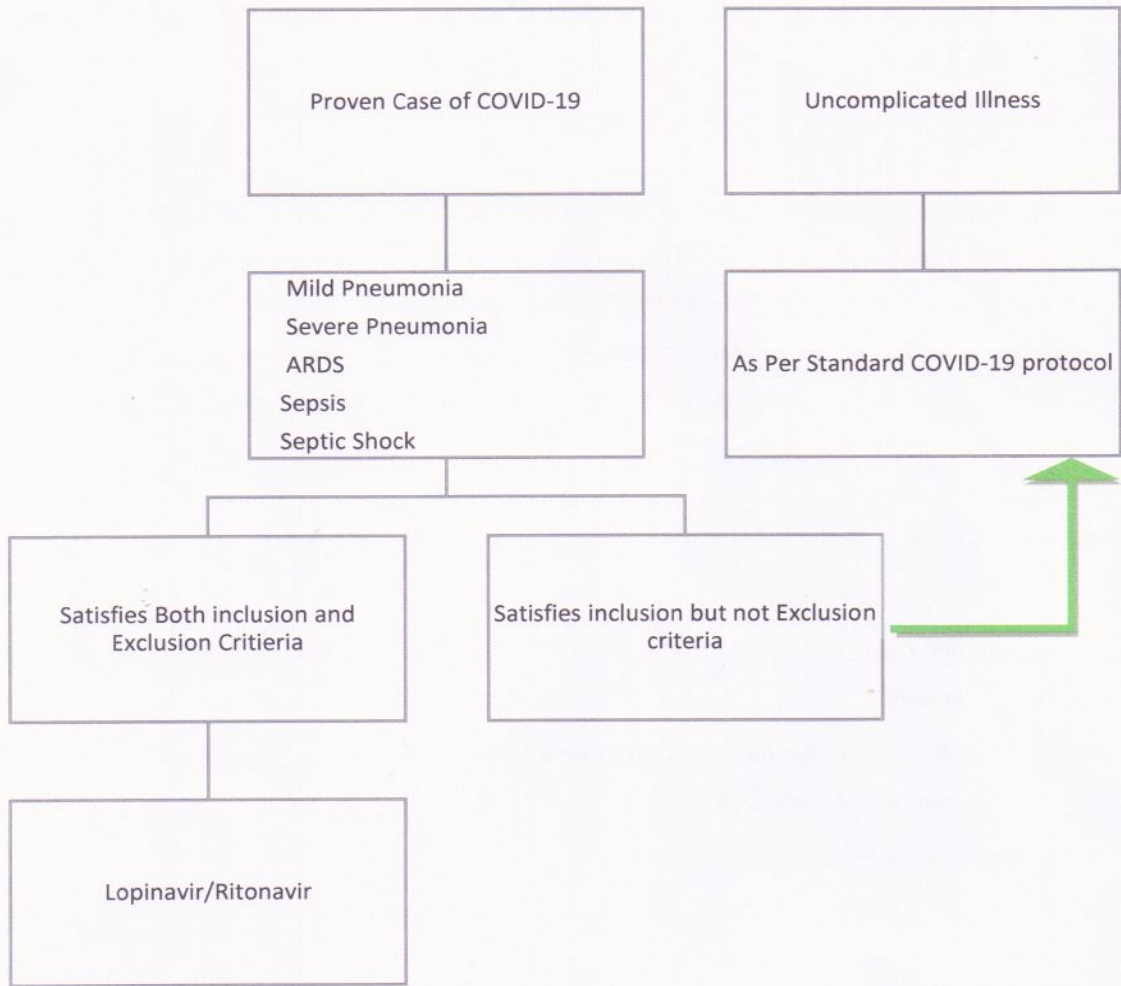 Proven Case of COVID-19
Uncomplicated Illness
Mild Pneumonia
Severe Pneumonia
ARDS
Sepsis
Septic Shock
As Per Standard COVID-19 protocol
Satisfies Both inclusion and
Exclusion Critieria
Satisfies inclusion but not Exclusion
criteria
Lopinavir/Ritonavir